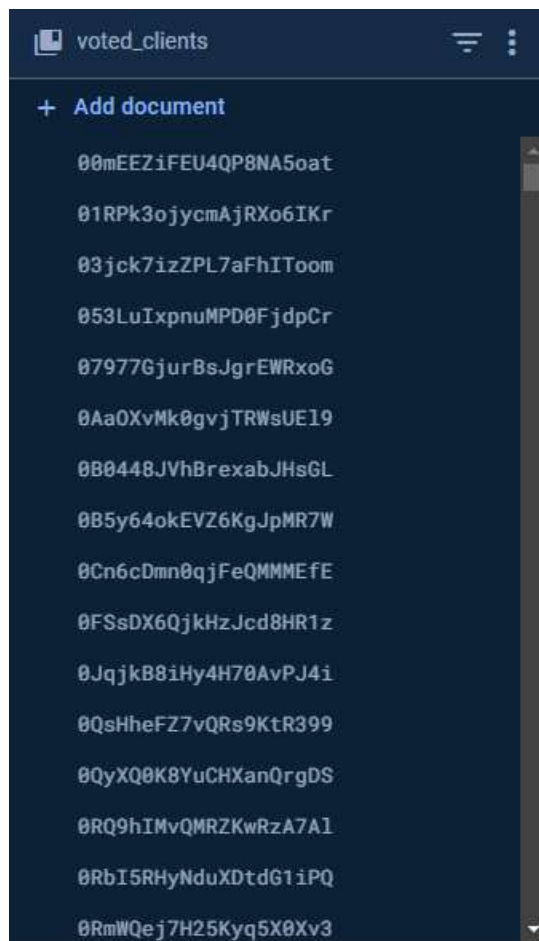 voted_clients
+ Add document
00mEEZiFEU4QP8NA5oat
01RPk3ojycmAjRXo6IKr
03jck7izZPL7aFhIToom
053LuIxpnuMPD0FjdpCr
07977GjurBsJgrEWRxoG
0AaOXvMk0gvjTRWsUEl9
0B0448JVhBrexabJHsGL
0B5y64okEVZ6KgJpMR7W
0Cn6cDmn0qjFeQMMMEfE
0FSsDX6QjkHzJcd8HR1z
0JqjkB8iHy4H70AvPJ4i
0QsHheFZ7vQRs9KtR399
0QyXQ0K8YuCHXanQrgDS
0RQ9hIMvQMRZKwRzA7Al
0RbI5RHyNduXDtdG1iPQ
0RmWQej7H25Kyq5X0Xv3